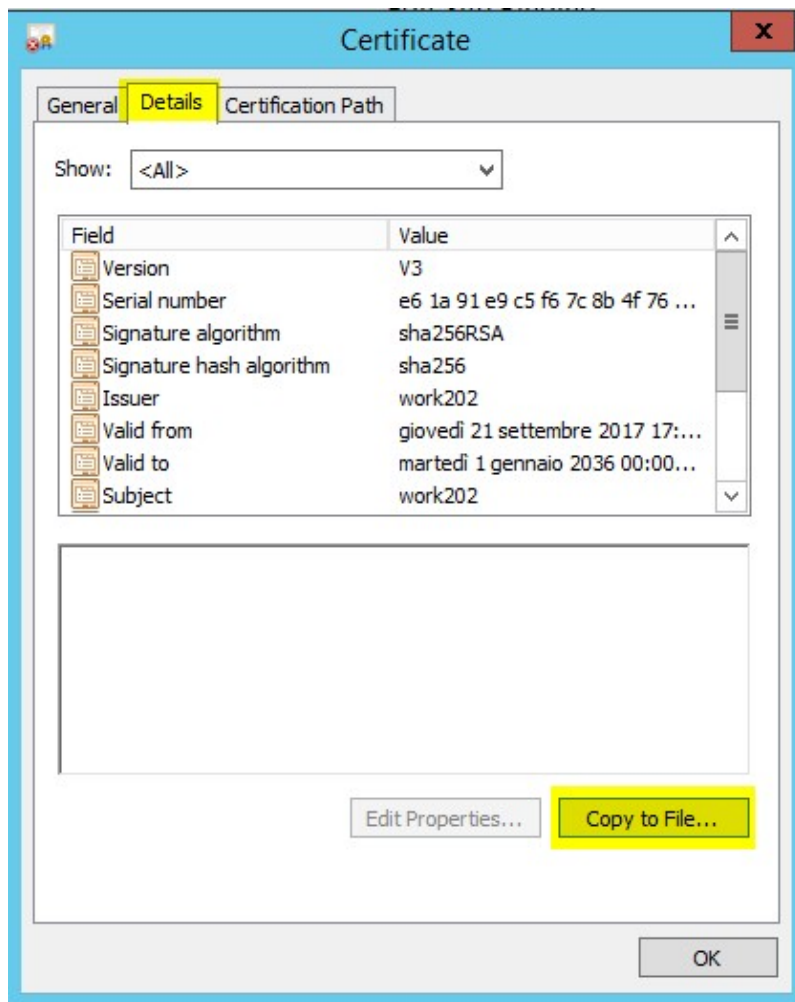 Certificate
x
General Details Certification Path
Show: <All>
Field Value
Version V3
Serial number e6 1a 91 e9 c5 f6 7c 8b 4f 76 ...
Signature algorithm sha256RSA
Signature hash algorithm sha256
Issuer work202
Valid from giovedì 21 settembre 2017 17:...
Valid to martedì 1 gennaio 2036 00:00...
Subject work202
Edit Properties... Copy to File...
OK